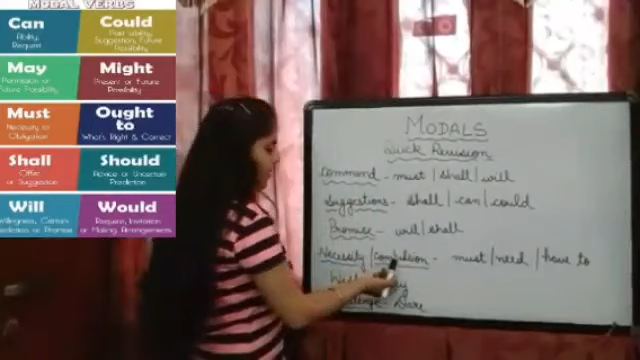 MODAL VERBS
Can
Ability
Request
Could
Past ability,
Suggestion, Future
Possibility
May
Permission or
Future Possibility
Might
Present or Future
Possibility
Must
Necessity or
Obligation
Ought
to
What's Right & Correct
Shall
Offer
or Suggestion
Should
Advice or Uncertain
Prediction
Will
Willingness, Certain
Prediction or Promise
Would
Request, Invitation
or Making Arrangements
MODALS
Quick Revision
Command - must | shall | will
Suggestions - shall | can | could
Promise - will | shall
Necessity | Compulsion - must | need | have to
Dare